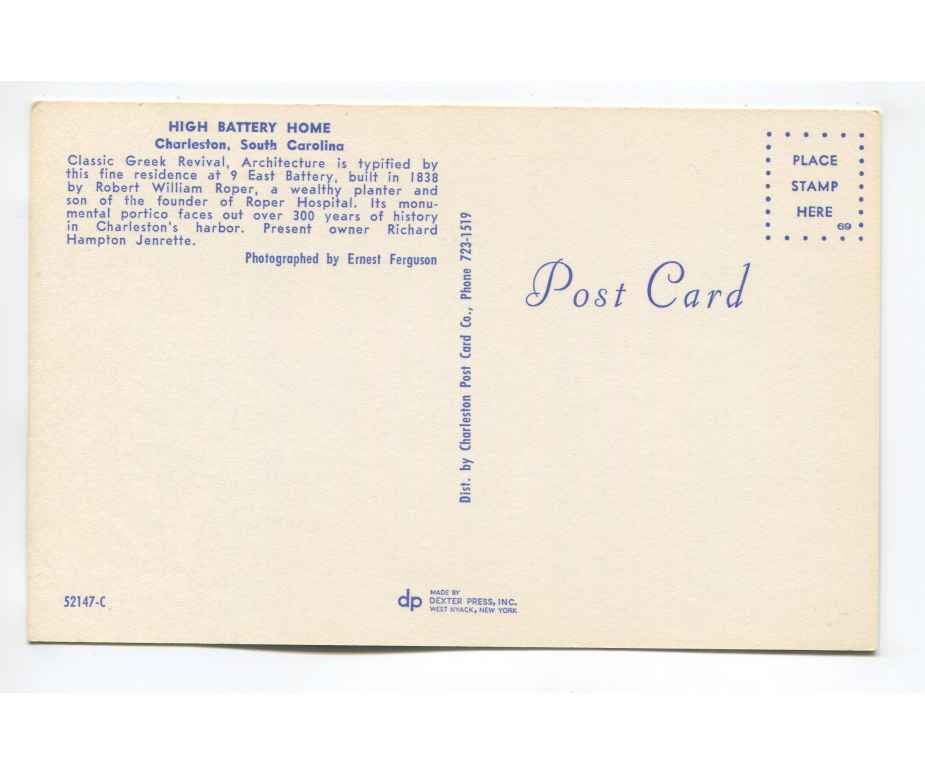 HIGH BATTERY HOME
Charleston, South Carolina
Classic Greek Revival, Architecture is typified by
this fine residence at 9 East Battery, built in 1838
by Robert William Roper, a wealthy planter and
son of the founder of Roper Hospital. Its monu-
mental portico faces out over 300 years of history
in Charleston's harbor. Present owner Richard
Hampton Jenrette.
Photographed by Ernest Ferguson
Dist. by Charleston Post Card Co., Phone 723-1519
PLACE
STAMP
HERE
69
Post Card
52147-C
dp
MADE BY
DEXTER PRESS, INC.
WEST NYACK, NEW YORK